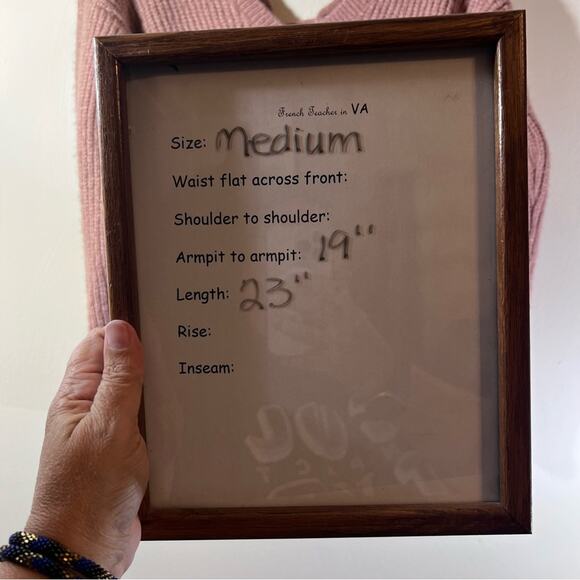 French Teacher in VA
Size: Medium
Waist flat across front:
Shoulder to shoulder:
Armpit to armpit: 19"
Length: 23"
Rise:
Inseam: